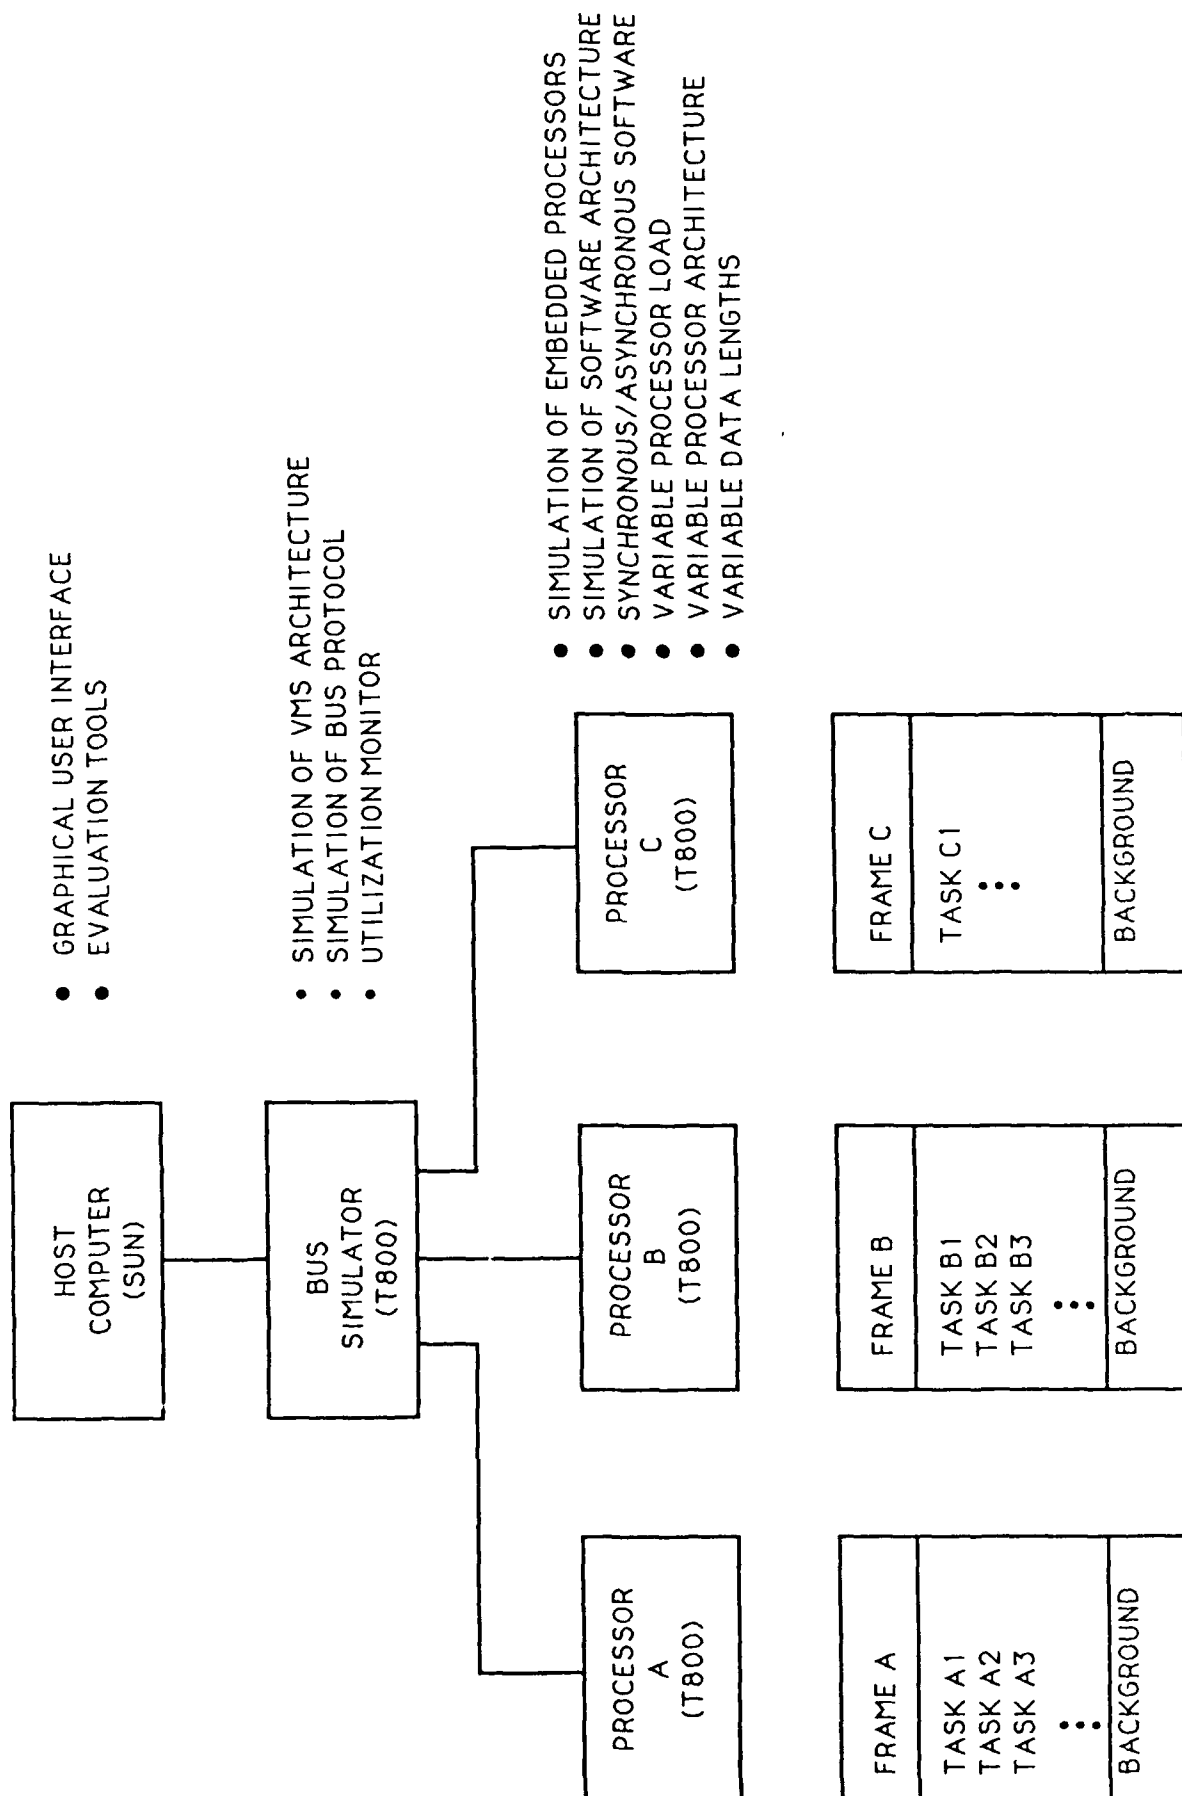 HOST
COMPUTER
(SUN)
• GRAPHICAL USER INTERFACE
• EVALUATION TOOLS
BUS
SIMULATOR
(T800)
• SIMULATION OF VMS ARCHITECTURE
• SIMULATION OF BUS PROTOCOL
• UTILIZATION MONITOR
PROCESSOR
A
(T800)
PROCESSOR
B
(T800)
PROCESSOR
C
(T800)
• SIMULATION OF EMBEDDED PROCESSORS
• SIMULATION OF SOFTWARE ARCHITECTURE
• SYNCHRONOUS/ASYNCHRONOUS SOFTWARE
• VARIABLE PROCESSOR LOAD
• VARIABLE PROCESSOR ARCHITECTURE
• VARIABLE DATA LENGTHS
FRAME A
TASK A1
TASK A2
TASK A3
•••
BACKGROUND
FRAME B
TASK B1
TASK B2
TASK B3
•••
BACKGROUND
FRAME C
TASK C1
•••
BACKGROUND